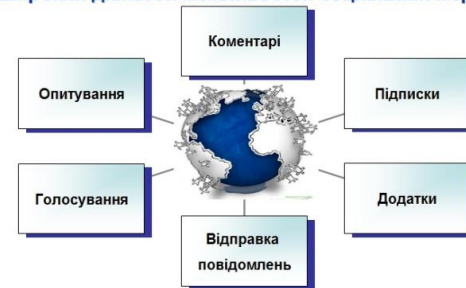 Коментарі
Опитування
Підписки
Голосування
Додатки
Відправка
повідомлень